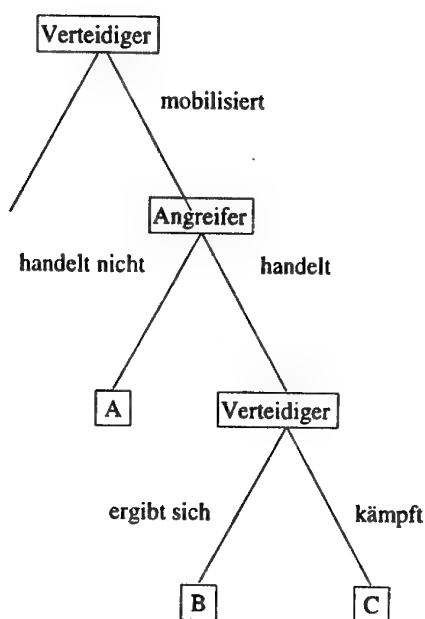 Verteidiger
mobilisiert
Angreifer
handelt nicht
handelt
A
Verteidiger
ergibt sich
kämpft
B
C